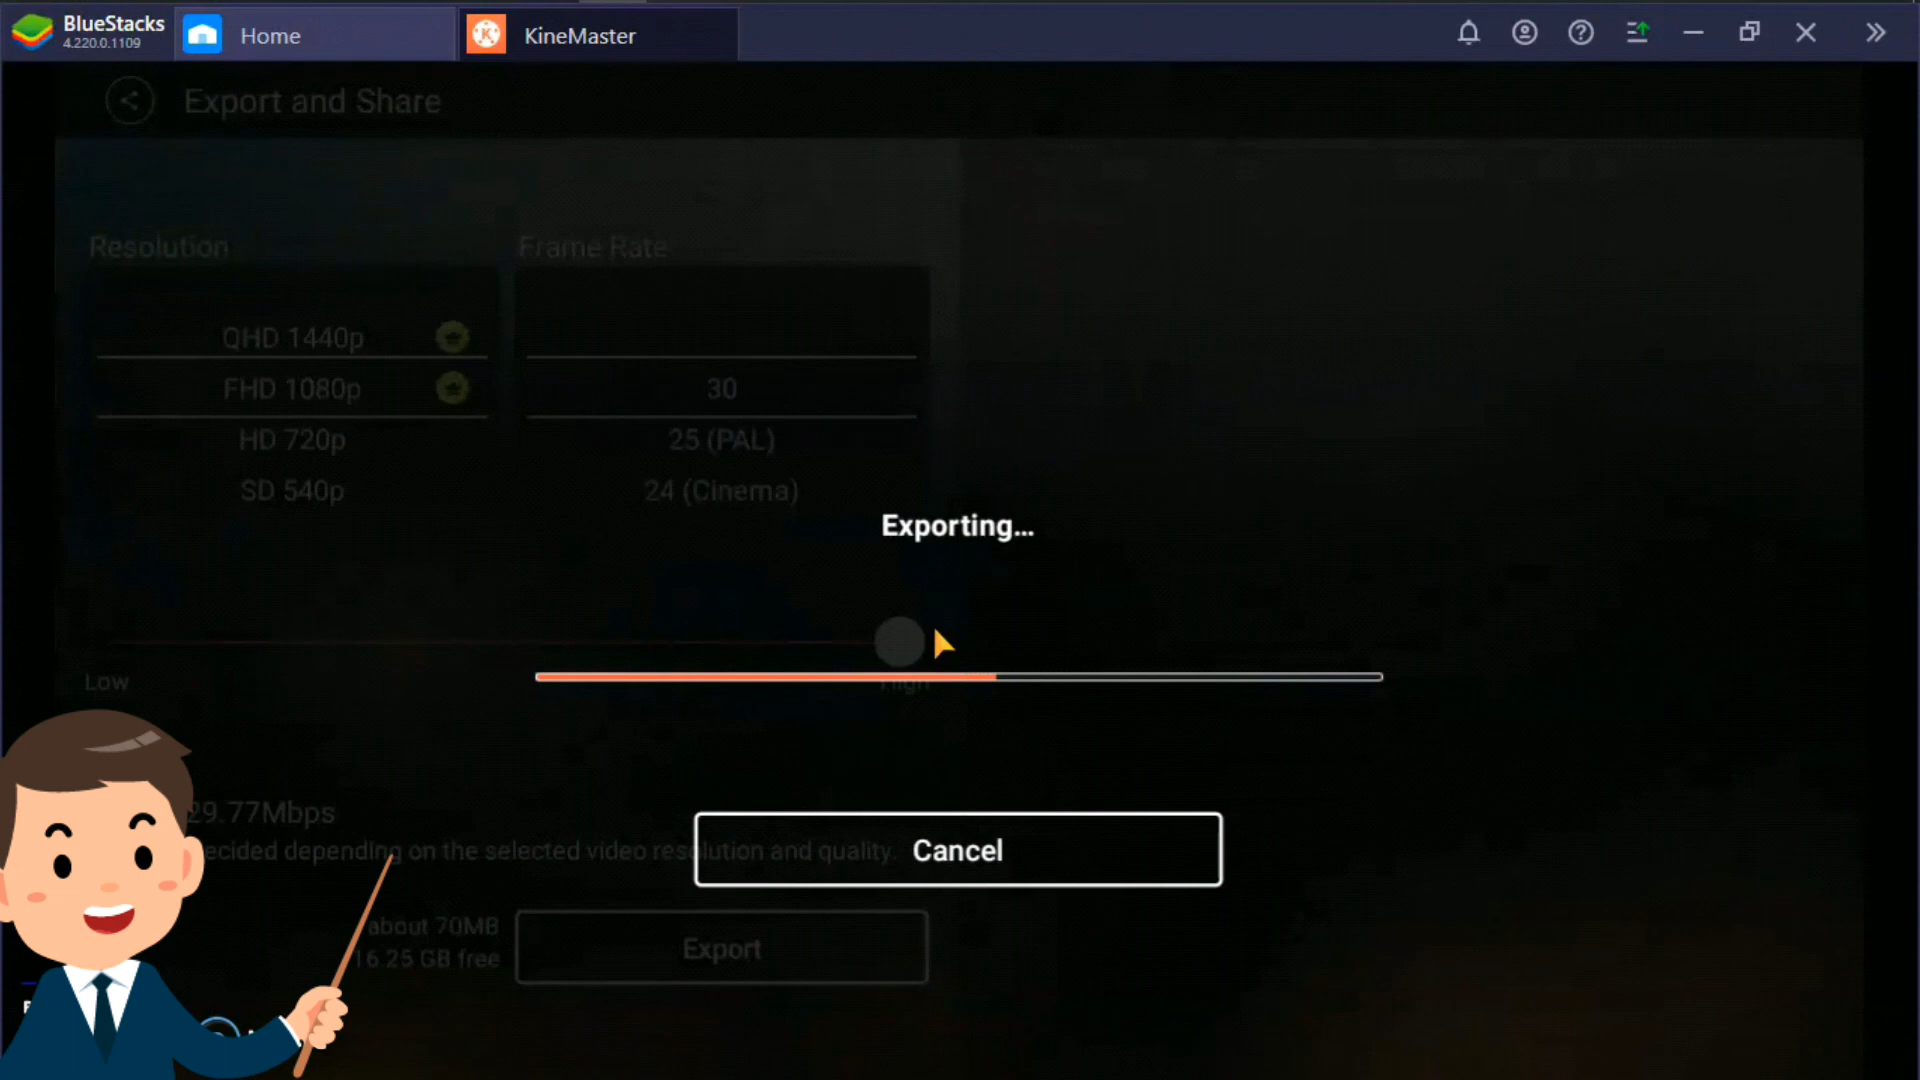 BlueStacks
4.220.0.1109
Home
KineMaster
Export and Share
Resolution
Frame Rate
QHD 1440p
FHD 1080p
30
HD 720p
25 (PAL)
SD 540p
24 (Cinema)
Exporting...
Low
High
29.77Mbps
ecided depending on the selected video resolution and quality.
Cancel
about 70MB
16.25 GB free
Export